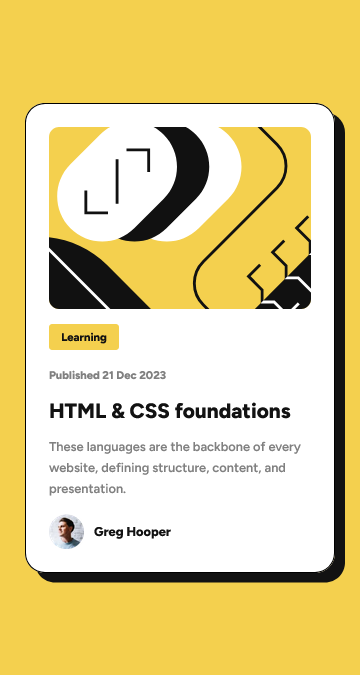 Learning
Published 21 Dec 2023
HTML & CSS foundations
These languages are the backbone of every
website, defining structure, content, and
presentation.
Greg Hooper